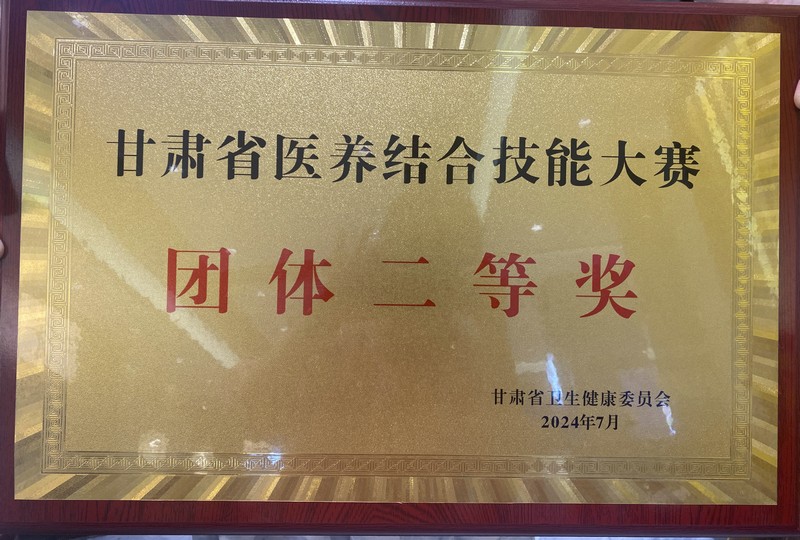 甘肃省医养结合技能大赛
团体二等奖
甘肃省卫生健康委员会
2024年7月